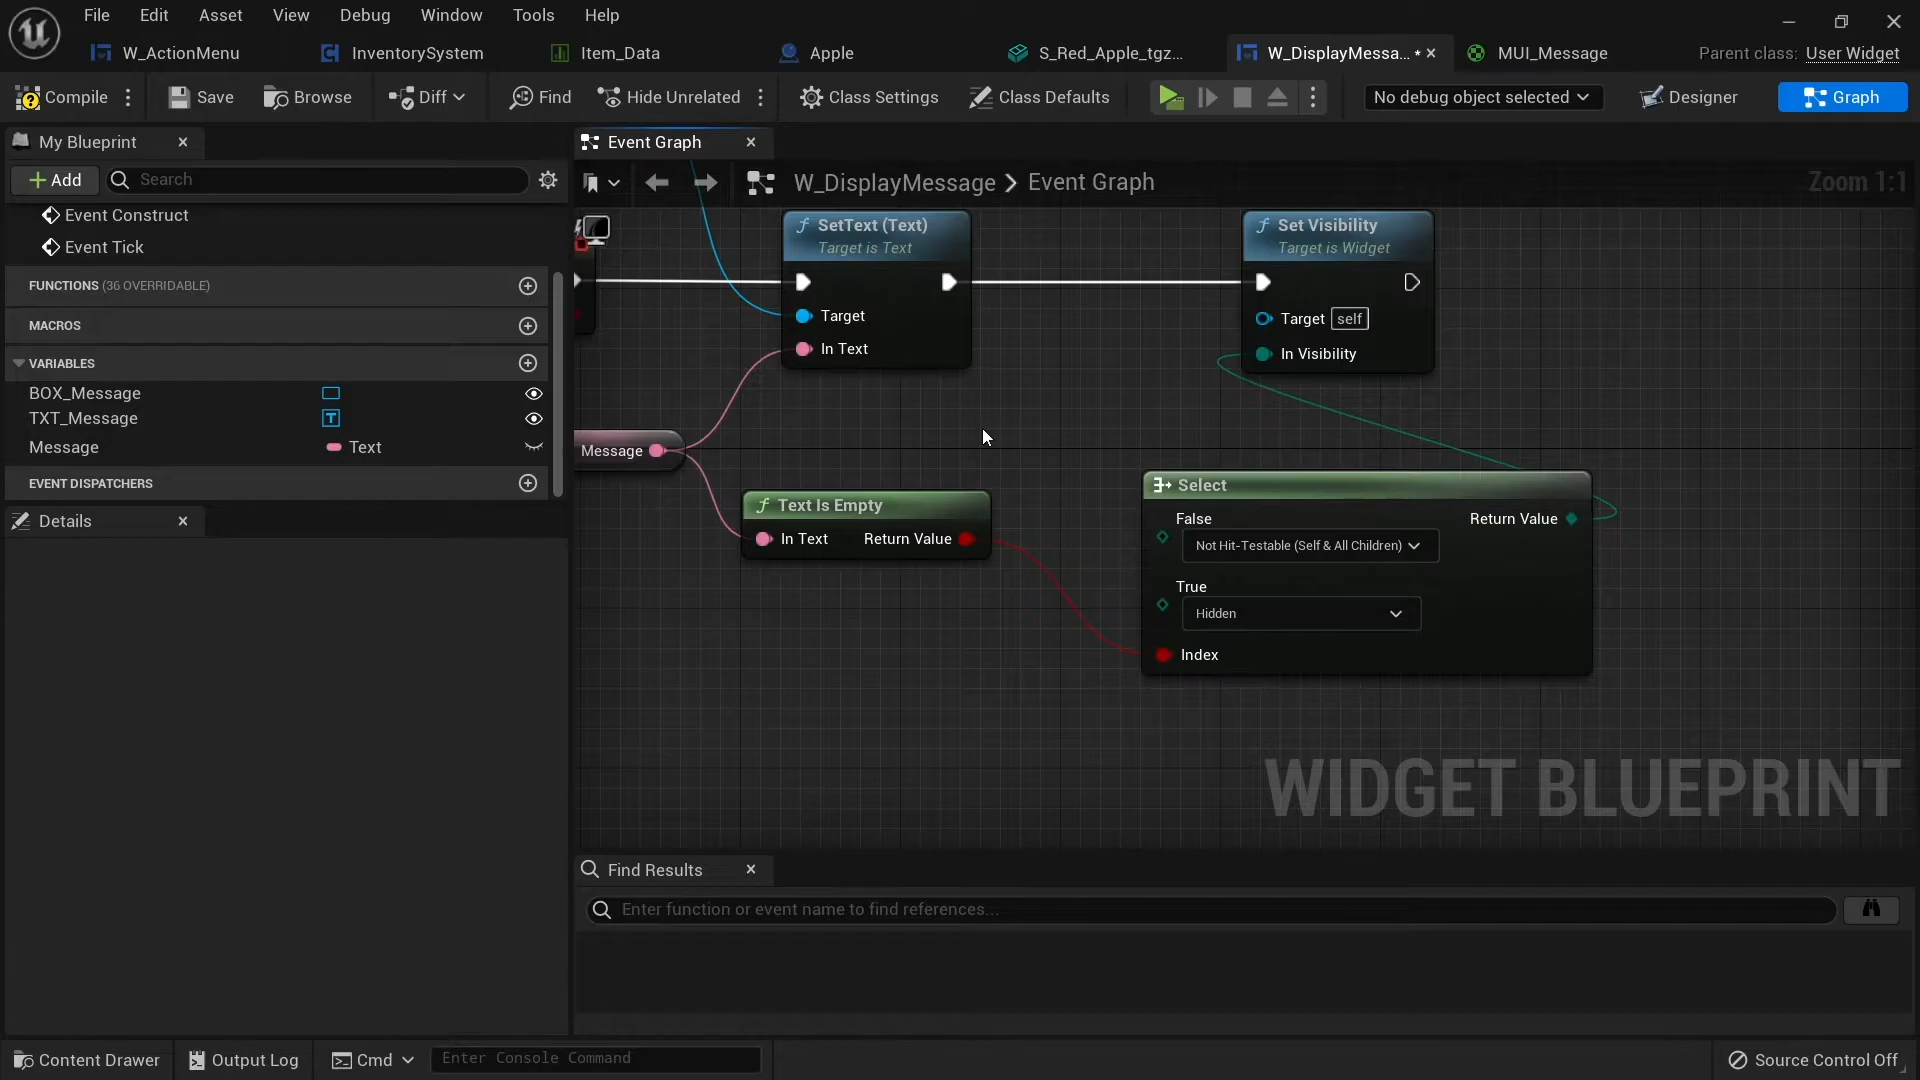 File Edit Asset View Debug Window Tools Help
W_ActionMenu InventorySystem Item_Data Apple S_Red_Apple_tgz... W_DisplayMessa... * MUI_Message Parent class: User Widget
Compile Save Browse Diff Find Hide Unrelated Class Settings Class Defaults No debug object selected Designer Graph
My Blueprint
Event Graph
Add Search
W_DisplayMessage > Event Graph Zoom 1:1
Event Construct
Event Tick
FUNCTIONS (36 OVERRIDABLE)
MACROS
VARIABLES
BOX_Message
TXT_Message
Message Text
EVENT DISPATCHERS
Details
SetText (Text)
Target is Text
Target
In Text
Set Visibility
Target is Widget
Target self
In Visibility
Message
Text Is Empty
In Text Return Value
Select
False Return Value
Not Hit-Testable (Self & All Children)
True
Hidden
Index
WIDGET BLUEPRINT
Find Results
Enter function or event name to find references...
Content Drawer Output Log Cmd Enter Console Command Source Control Off